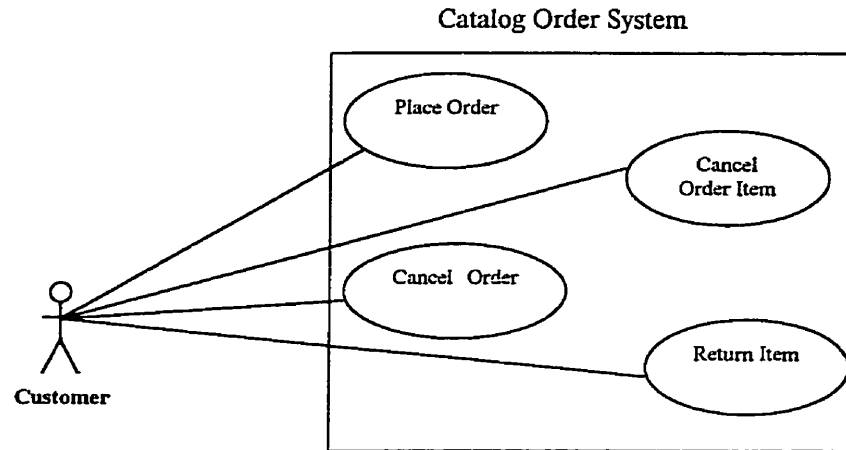 Catalog Order System
Place Order
Cancel
Order Item
Cancel Order
Return Item
Customer